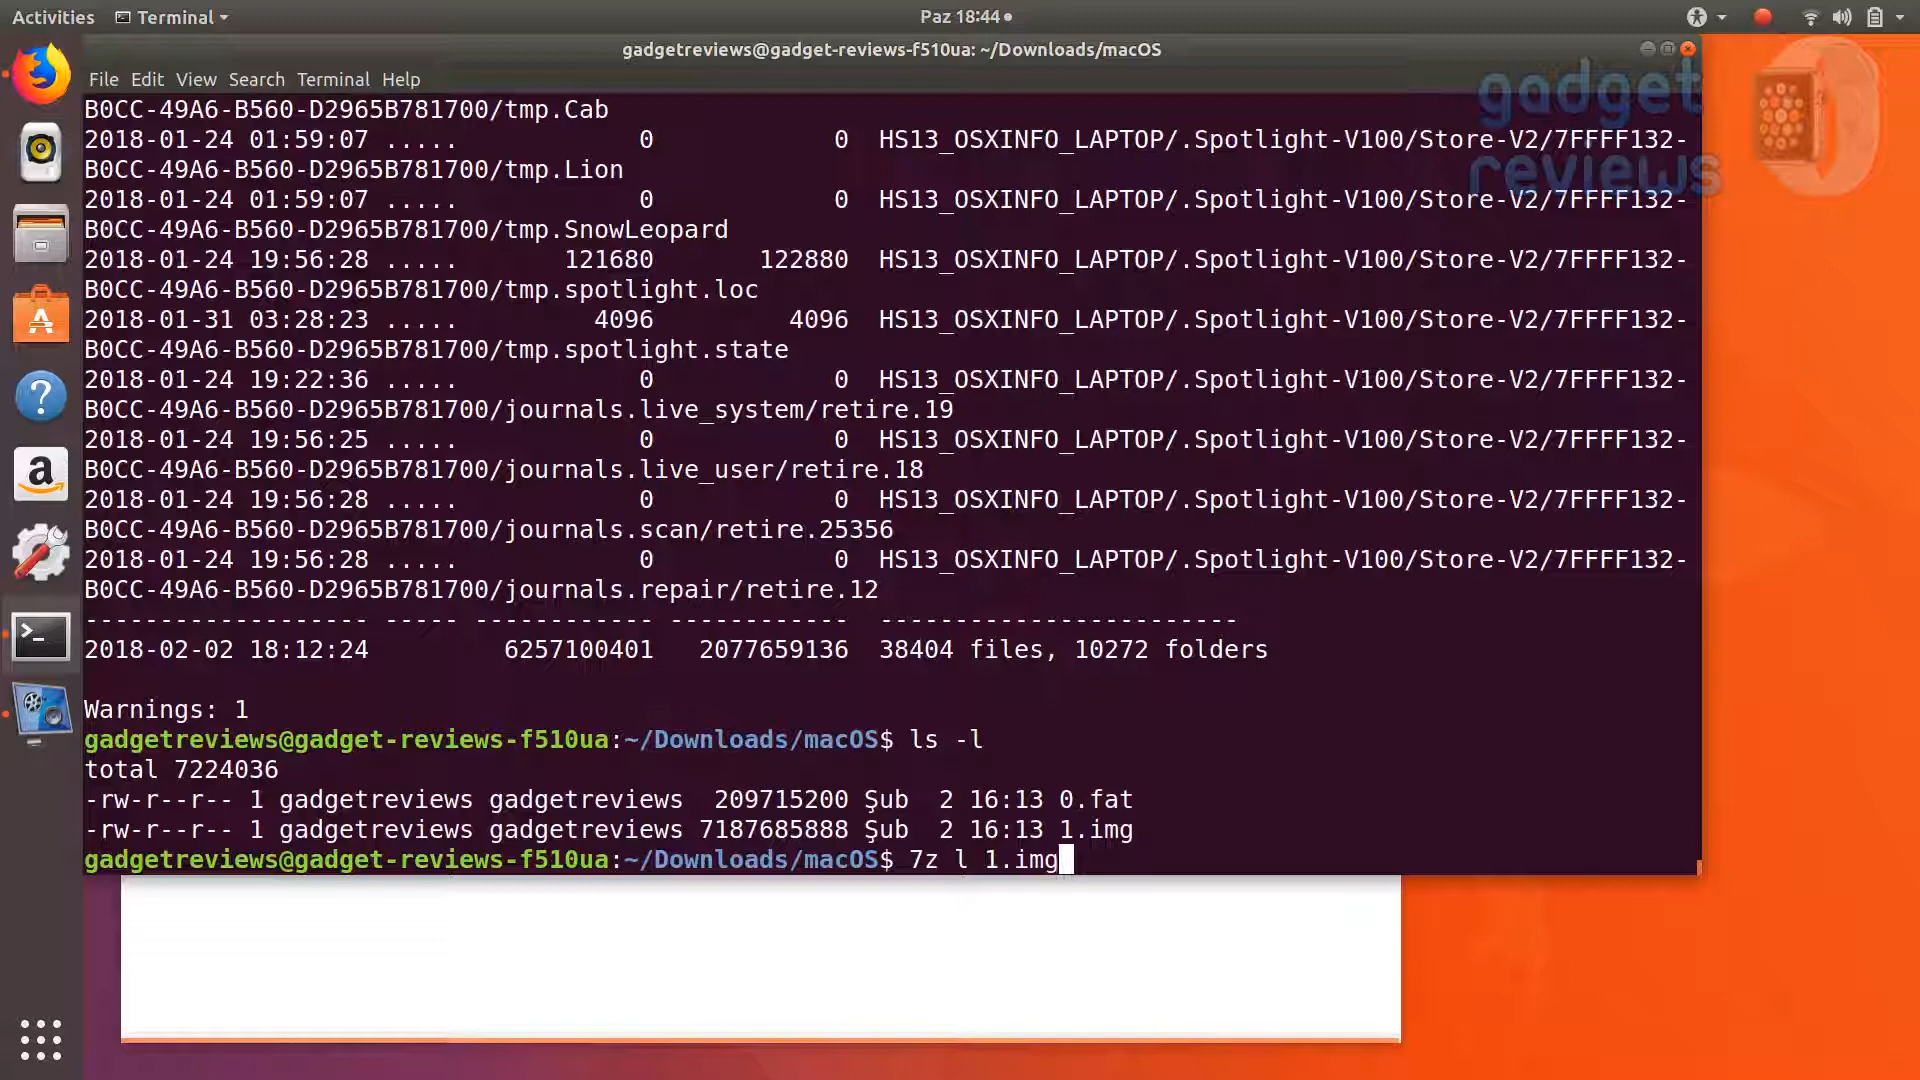 Activities Terminal Paz 18:44
gadgetreviews@gadget-reviews-f510ua: ~/Downloads/macOS
File Edit View Search Terminal Help
gadget
reviews
B0CC-49A6-B560-D2965B781700/tmp.Cab
2018-01-24 01:59:07 ..... 0 0 HS13_OSXINFO_LAPTOP/.Spotlight-V100/Store-V2/7FFFF132-
B0CC-49A6-B560-D2965B781700/tmp.Lion
2018-01-24 01:59:07 ..... 0 0 HS13_OSXINFO_LAPTOP/.Spotlight-V100/Store-V2/7FFFF132-
B0CC-49A6-B560-D2965B781700/tmp.SnowLeopard
2018-01-24 19:56:28 ..... 121680 122880 HS13_OSXINFO_LAPTOP/.Spotlight-V100/Store-V2/7FFFF132-
B0CC-49A6-B560-D2965B781700/tmp.spotlight.loc
2018-01-31 03:28:23 ..... 4096 4096 HS13_OSXINFO_LAPTOP/.Spotlight-V100/Store-V2/7FFFF132-
B0CC-49A6-B560-D2965B781700/tmp.spotlight.state
2018-01-24 19:22:36 ..... 0 0 HS13_OSXINFO_LAPTOP/.Spotlight-V100/Store-V2/7FFFF132-
B0CC-49A6-B560-D2965B781700/journals.live_system/retire.19
2018-01-24 19:56:25 ..... 0 0 HS13_OSXINFO_LAPTOP/.Spotlight-V100/Store-V2/7FFFF132-
B0CC-49A6-B560-D2965B781700/journals.live_user/retire.18
2018-01-24 19:56:28 ..... 0 0 HS13_OSXINFO_LAPTOP/.Spotlight-V100/Store-V2/7FFFF132-
B0CC-49A6-B560-D2965B781700/journals.scan/retire.25356
2018-01-24 19:56:28 ..... 0 0 HS13_OSXINFO_LAPTOP/.Spotlight-V100/Store-V2/7FFFF132-
B0CC-49A6-B560-D2965B781700/journals.repair/retire.12
------------------- ----- ------------ ------------ ------------------------
2018-02-02 18:12:24 6257100401 2077659136 38404 files, 10272 folders
Warnings: 1
gadgetreviews@gadget-reviews-f510ua:~/Downloads/macOS$ ls -l
total 7224036
-rw-r--r-- 1 gadgetreviews gadgetreviews 209715200 Şub 2 16:13 0.fat
-rw-r--r-- 1 gadgetreviews gadgetreviews 7187685888 Şub 2 16:13 1.img
gadgetreviews@gadget-reviews-f510ua:~/Downloads/macOS$ 7z l 1.img